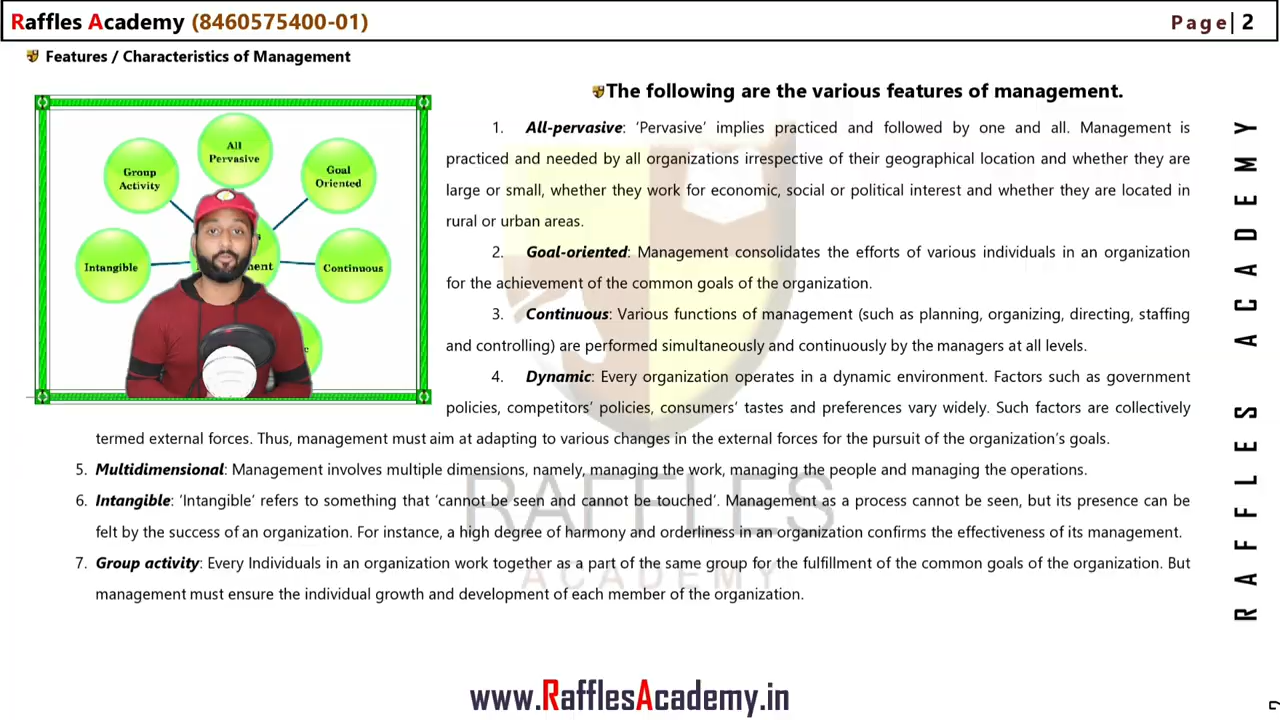 Raffles Academy (8460575400-01)
Page| 2
Features / Characteristics of Management
All
Pervasive
Group
Activity
Goal
Oriented
Intangible
Continuous
The following are the various features of management.
1. All-pervasive: ‘Pervasive’ implies practiced and followed by one and all. Management is
practiced and needed by all organizations irrespective of their geographical location and whether they are
large or small, whether they work for economic, social or political interest and whether they are located in
rural or urban areas.
2. Goal-oriented: Management consolidates the efforts of various individuals in an organization
for the achievement of the common goals of the organization.
3. Continuous: Various functions of management (such as planning, organizing, directing, staffing
and controlling) are performed simultaneously and continuously by the managers at all levels.
4. Dynamic: Every organization operates in a dynamic environment. Factors such as government
policies, competitors’ policies, consumers’ tastes and preferences vary widely. Such factors are collectively
termed external forces. Thus, management must aim at adapting to various changes in the external forces for the pursuit of the organization’s goals.
5. Multidimensional: Management involves multiple dimensions, namely, managing the work, managing the people and managing the operations.
6. Intangible: ‘Intangible’ refers to something that ‘cannot be seen and cannot be touched’. Management as a process cannot be seen, but its presence can be
felt by the success of an organization. For instance, a high degree of harmony and orderliness in an organization confirms the effectiveness of its management.
7. Group activity: Every Individuals in an organization work together as a part of the same group for the fulfillment of the common goals of the organization. But
management must ensure the individual growth and development of each member of the organization.
RAFFLES
ACADEMY
RAFFLES ACADEMY
www.RafflesAcademy.in